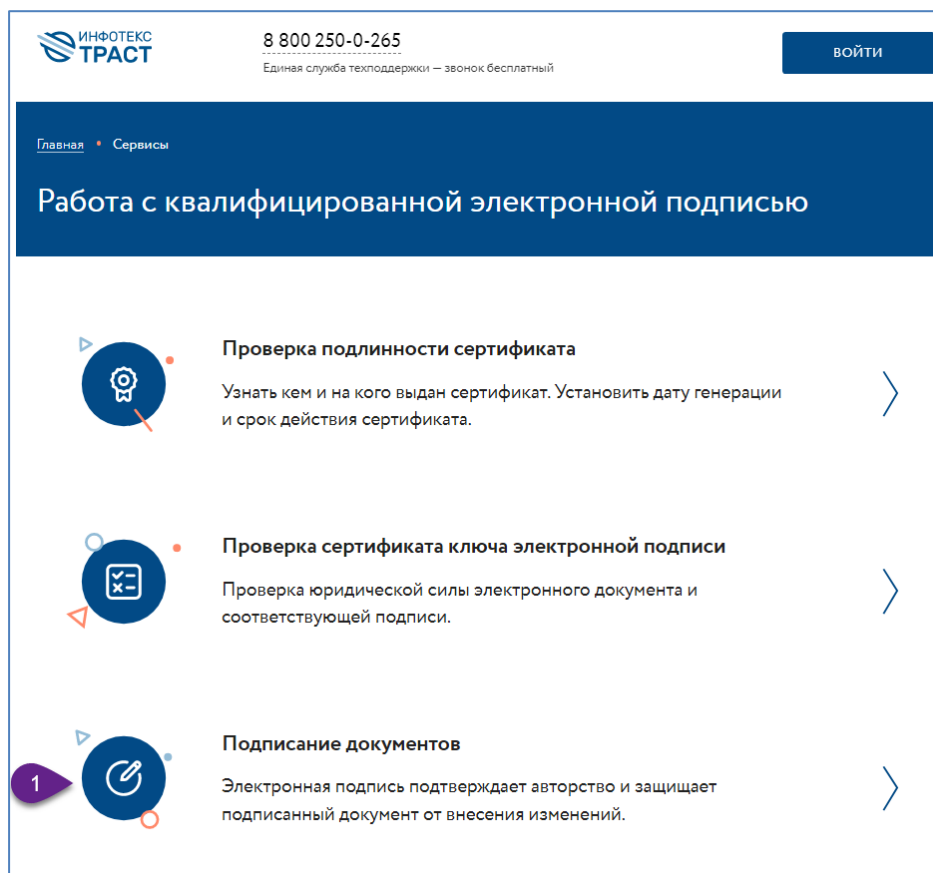 ИНФОТЕКС
ТРАСТ
8 800 250-0-265
Единая служба техподдержки — звонок бесплатный
ВОЙТИ
Главная • Сервисы
Работа с квалифицированной электронной подписью
Проверка подлинности сертификата
Узнать кем и на кого выдан сертификат. Установить дату генерации
и срок действия сертификата.
Проверка сертификата ключа электронной подписи
Проверка юридической силы электронного документа и
соответствующей подписи.
Подписание документов
1
Электронная подпись подтверждает авторство и защищает
подписанный документ от внесения изменений.